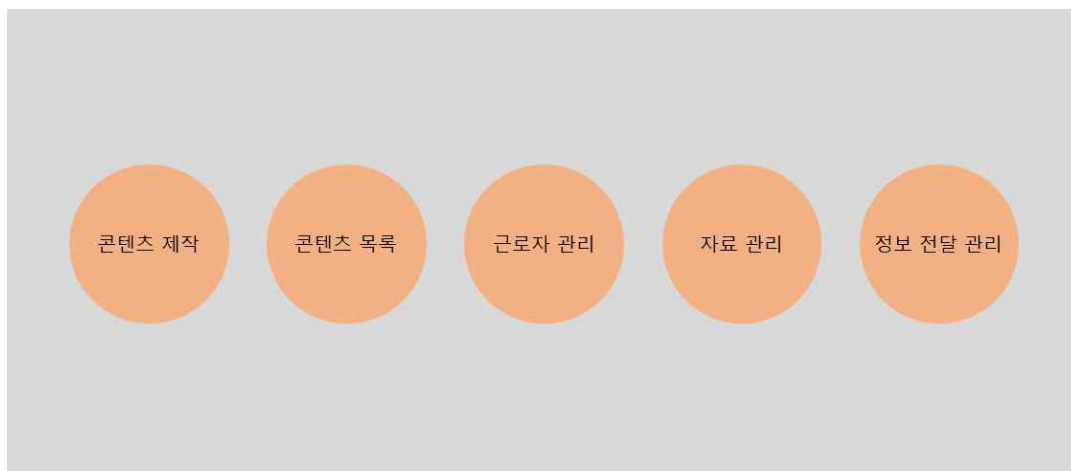 콘텐츠 제작
콘텐츠 목록
근로자 관리
자료 관리
정보 전달 관리